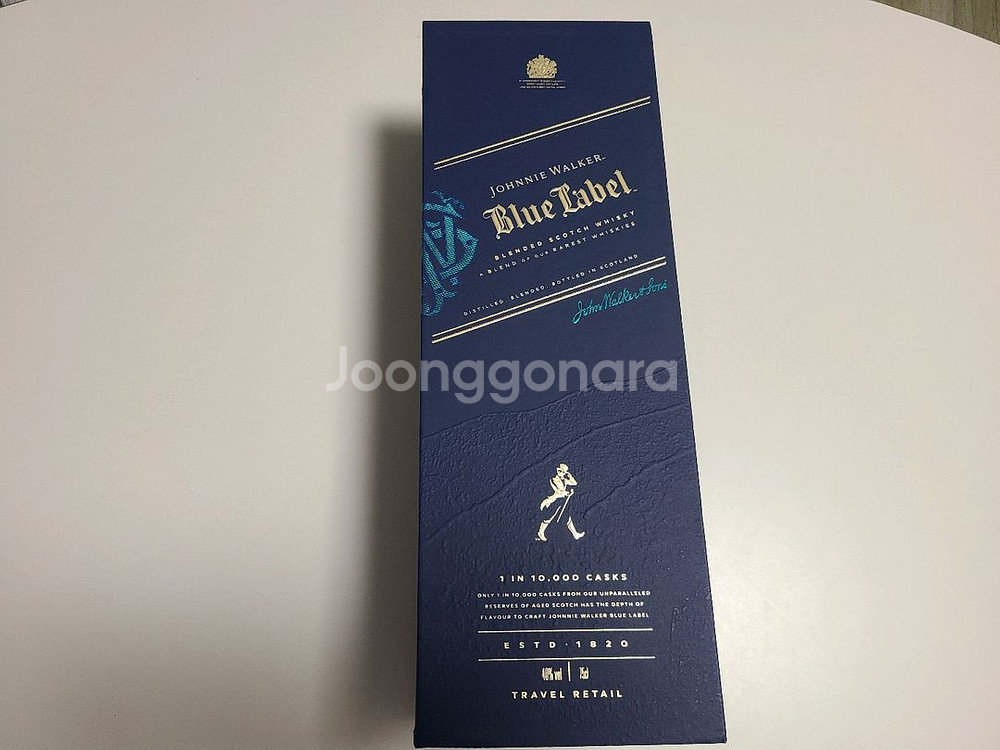 JOHNNIE WALKER
Blue Label
BLENDED SCOTCH WHISKY
A BLEND OF OUR RAREST WHISKIES
DISTILLED · BLENDED · BOTTLED IN SCOTLAND
John Walker & Sons
Joonggonara
1 IN 10,000 CASKS
ONLY 1 IN 10,000 CASKS FROM OUR UNPARALLELED
RESERVES OF AGED SCOTCH HAS THE DEPTH OF
FLAVOUR TO CRAFT JOHNNIE WALKER BLUE LABEL
ESTD · 1820
40% vol | 75cl
TRAVEL RETAIL